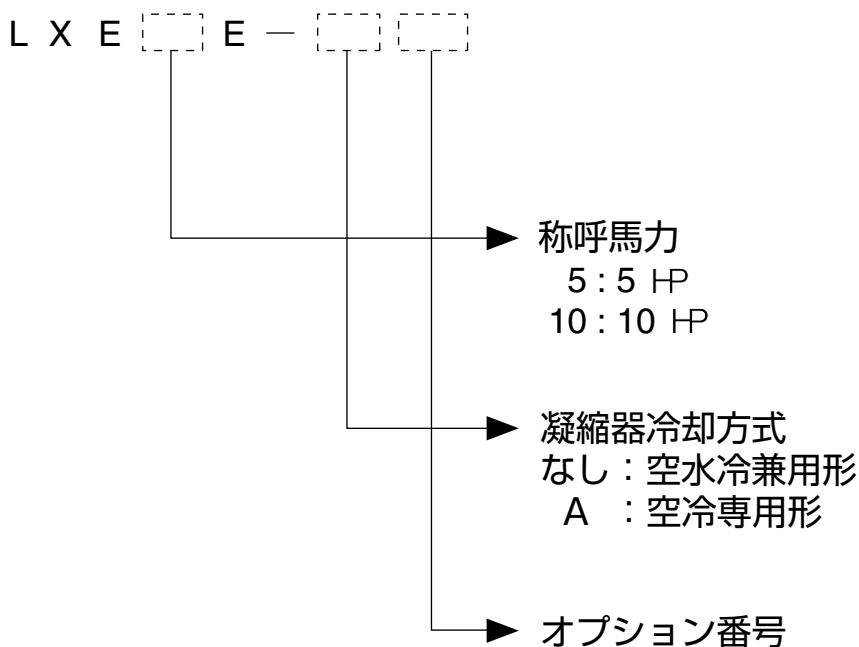 L X E E —
称呼馬力
5 : 5 HP
10 : 10 HP
凝縮器冷却方式
なし：空水冷兼用形
A ：空冷専用形
オプション番号